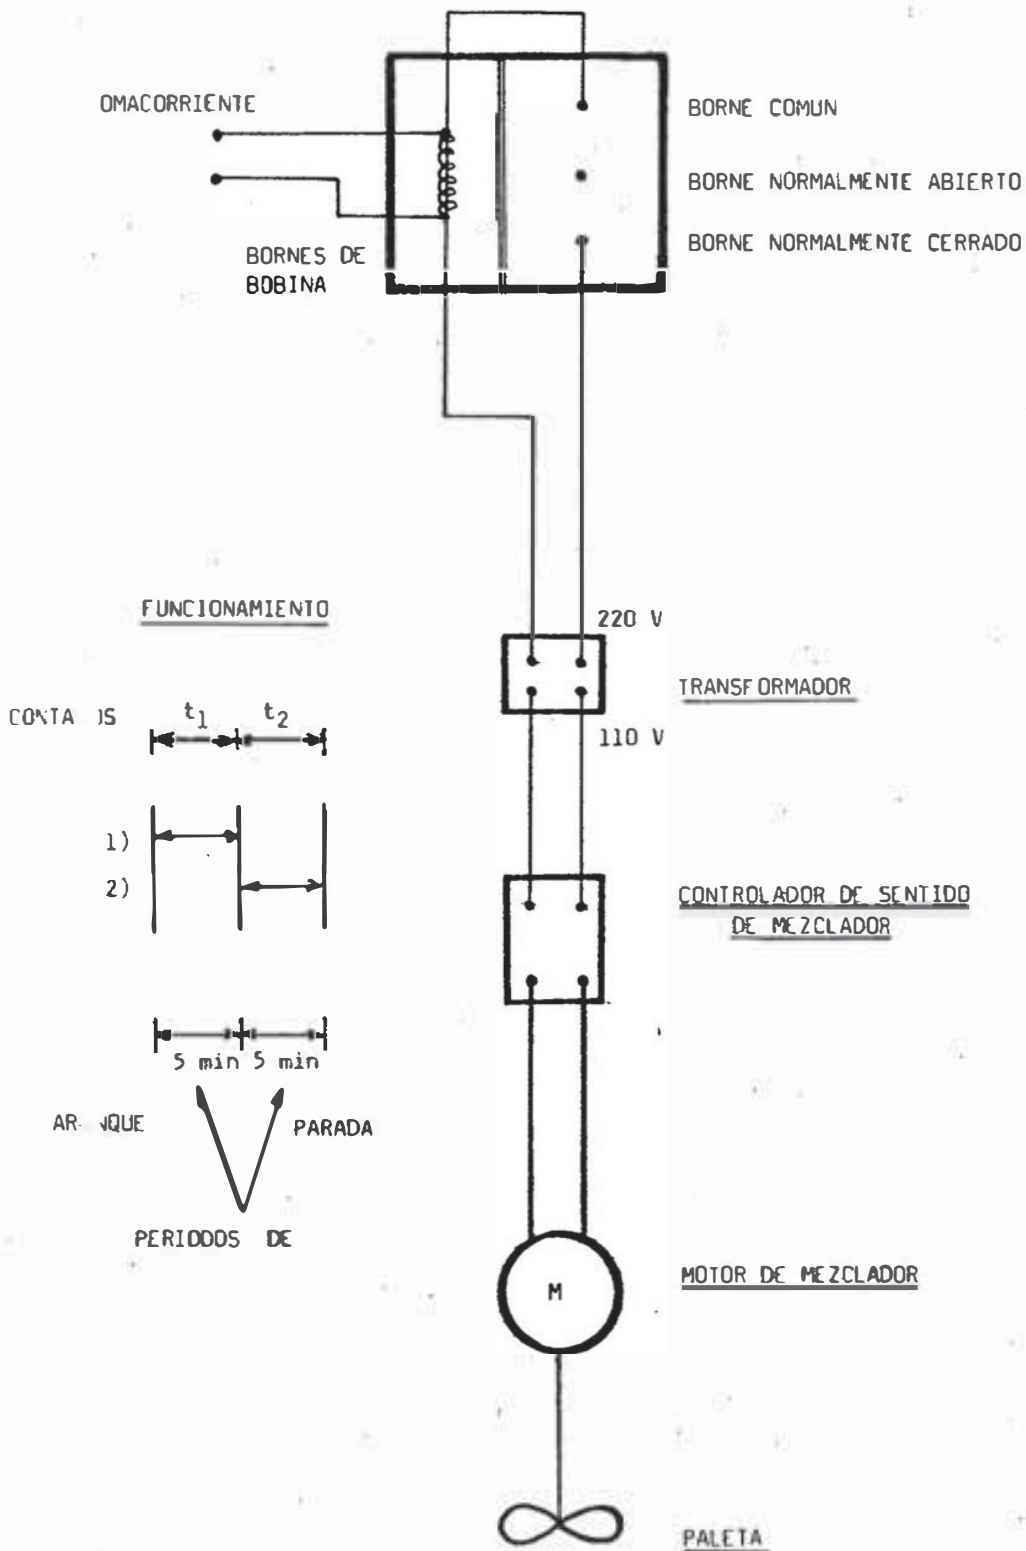 OMACORRIENTE
BORNE COMUN
BORNE NORMALMENTE ABIERTO
BORNE NORMALMENTE CERRADO
BORNES DE
BOBINA
FUNCIONAMIENTO
220 V
TRANSFORMADOR
110 V
t1 t2
1)
2)
CONTROLADOR DE SENTIDO
DE MEZCLADOR
5 min 5 min
PARADA
PERIODOS DE
MOTOR DE MEZCLADOR
M
PALETA